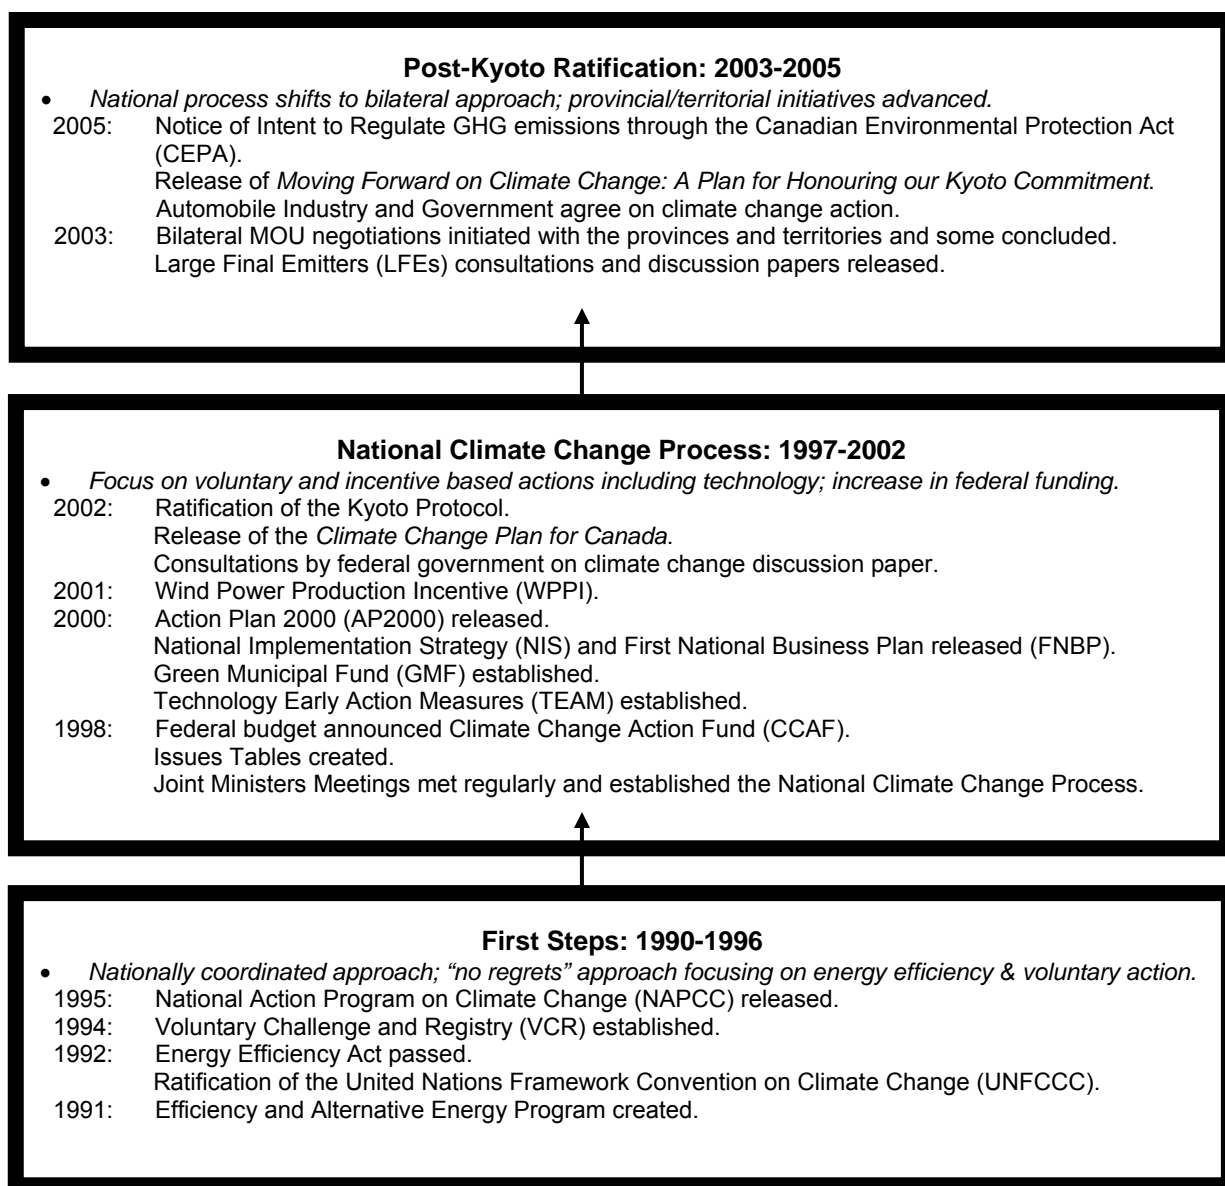 Post-Kyoto Ratification: 2003-2005
• National process shifts to bilateral approach; provincial/territorial initiatives advanced.
2005: Notice of Intent to Regulate GHG emissions through the Canadian Environmental Protection Act
(CEPA).
Release of Moving Forward on Climate Change: A Plan for Honouring our Kyoto Commitment.
Automobile Industry and Government agree on climate change action.
2003: Bilateral MOU negotiations initiated with the provinces and territories and some concluded.
Large Final Emitters (LFEs) consultations and discussion papers released.
National Climate Change Process: 1997-2002
• Focus on voluntary and incentive based actions including technology; increase in federal funding.
2002: Ratification of the Kyoto Protocol.
Release of the Climate Change Plan for Canada.
Consultations by federal government on climate change discussion paper.
2001: Wind Power Production Incentive (WPPI).
2000: Action Plan 2000 (AP2000) released.
National Implementation Strategy (NIS) and First National Business Plan released (FNBP).
Green Municipal Fund (GMF) established.
Technology Early Action Measures (TEAM) established.
1998: Federal budget announced Climate Change Action Fund (CCAF).
Issues Tables created.
Joint Ministers Meetings met regularly and established the National Climate Change Process.
First Steps: 1990-1996
• Nationally coordinated approach; “no regrets” approach focusing on energy efficiency & voluntary action.
1995: National Action Program on Climate Change (NAPCC) released.
1994: Voluntary Challenge and Registry (VCR) established.
1992: Energy Efficiency Act passed.
Ratification of the United Nations Framework Convention on Climate Change (UNFCCC).
1991: Efficiency and Alternative Energy Program created.